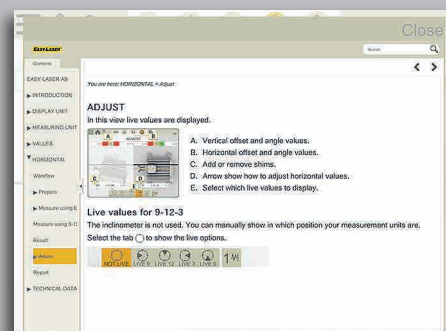 Close
EASY-LASER
Search
Contents
EASY-LASER AB
You are here: HORIZONTAL > Adjust
INTRODUCTION
DISPLAY UNIT
MEASURING UNIT
VALUES
HORIZONTAL
Workflow
Prepare
Measure using E
Measure using 9-12
Result
Adjust
Report
TECHNICAL DATA
ADJUST
In this view live values are displayed.
A B
C D
E
A. Vertical offset and angle values.
B. Horizontal offset and angle values.
C. Add or remove shims.
D. Arrow show how to adjust horizontal values.
E. Select which live values to display.
Live values for 9-12-3
The inclinometer is not used. You can manually show in which position your measurement units are.
Select the tab to show the live options.
NOT LIVE LIVE 9 LIVE 12 LIVE 3 LIVE 6